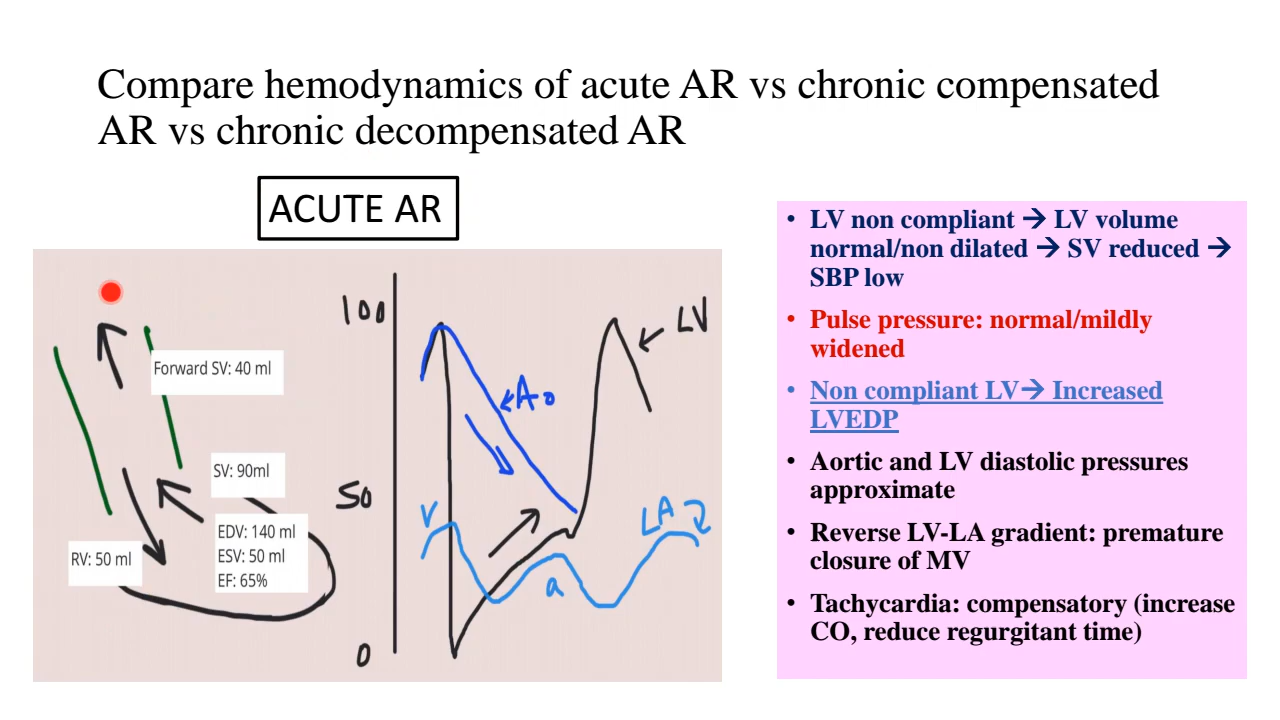 Compare hemodynamics of acute AR vs chronic compensated
AR vs chronic decompensated AR
ACUTE AR
Forward SV: 40 ml
SV: 90ml
EDV: 140 ml
ESV: 50 ml
EF: 65%
RV: 50 ml
100
50
0
LV
Ao
V
LA
a
• LV non compliant → LV volume
normal/non dilated → SV reduced →
SBP low
• Pulse pressure: normal/mildly
widened
• Non compliant LV→ Increased
LVEDP
• Aortic and LV diastolic pressures
approximate
• Reverse LV-LA gradient: premature
closure of MV
• Tachycardia: compensatory (increase
CO, reduce regurgitant time)